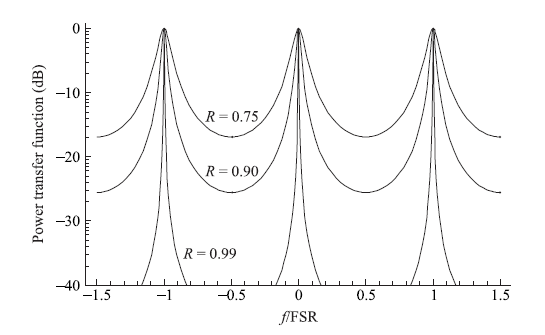 0
−10
−20
−30
−40
Power transfer function (dB)
R = 0.75
R = 0.90
R = 0.99
−1.5
−1
−0.5
0
0.5
1
1.5
f/FSR